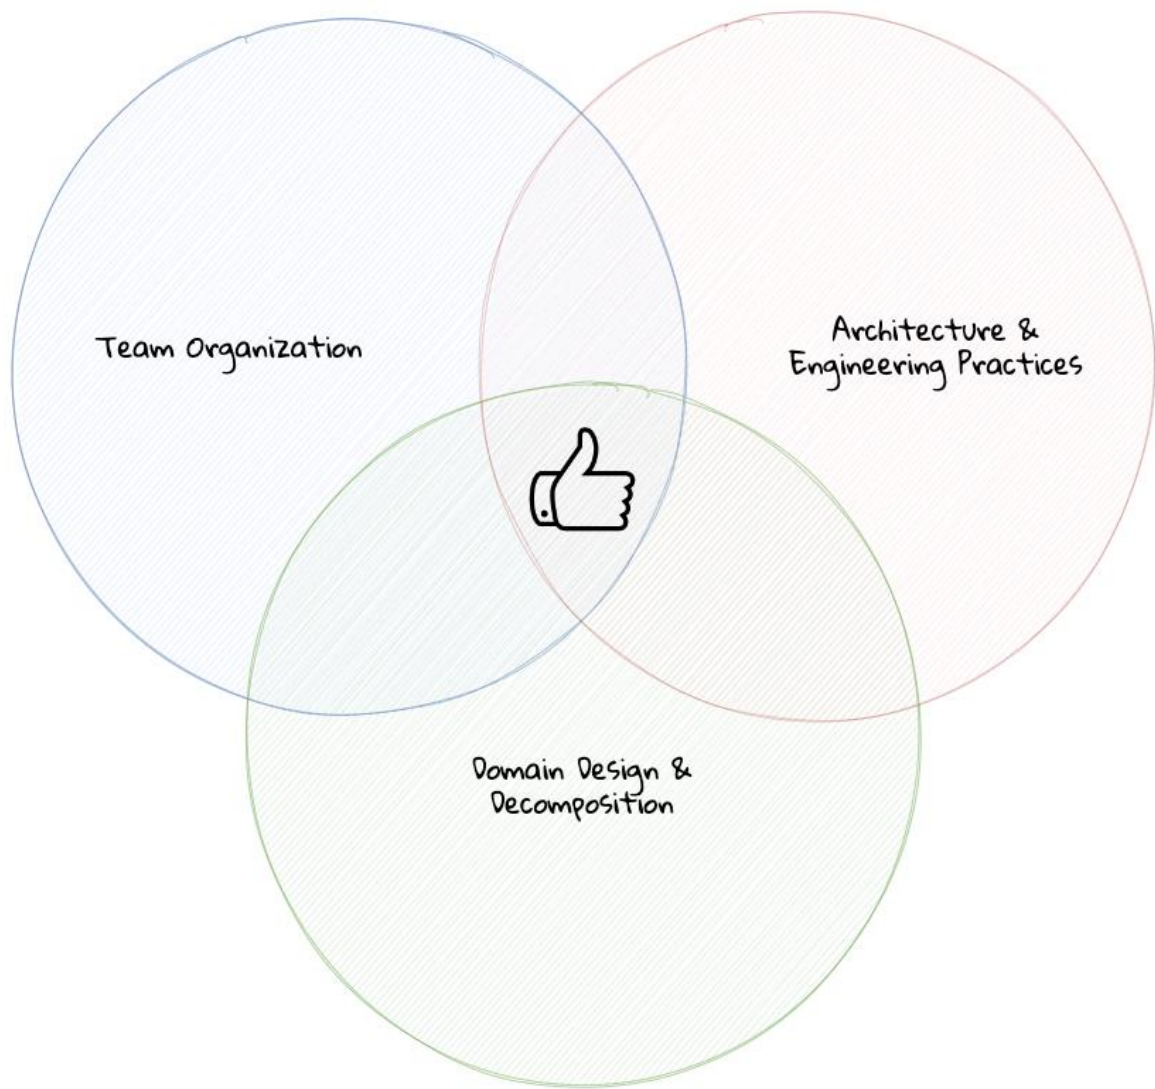 Team Organization
Architecture &
Engineering Practices
Domain Design &
Decomposition